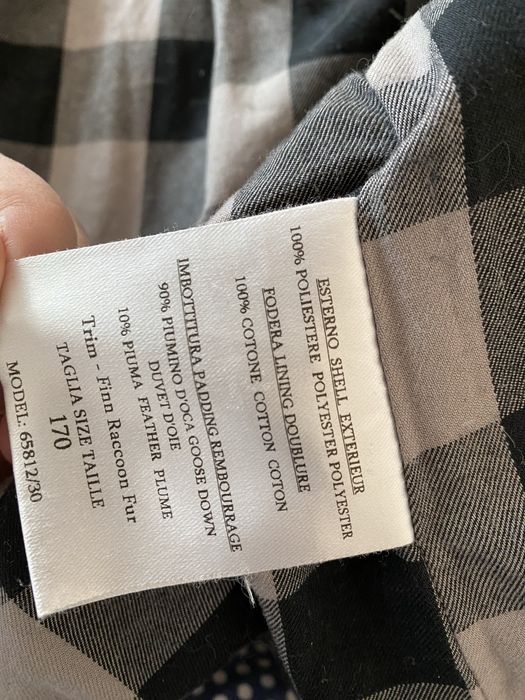 ESTERNO SHELL EXTERIEUR
100% POLIESTERE POLYESTER POLYESTER
FODERA LINING DOUBLURE
100% COTONE COTTON COTON
IMBOTTITURA PADDING REMBOURRAGE
90% PIUMINO D'OCA GOOSE DOWN
DUVET D'OIE
10% PIUMA FEATHER PLUME
Trim - Finn Raccoon Fur
TAGLIA SIZE TAILLE
170
MODEL: 65812/30